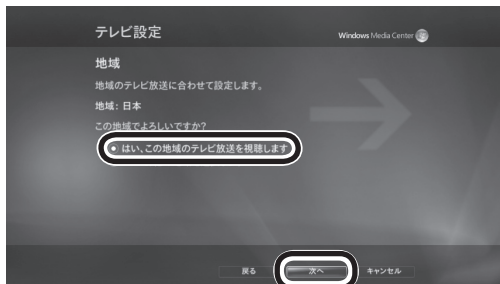 テレビ設定
Windows Media Center
地域
地域のテレビ放送に合わせて設定します。
地域: 日本
この地域でよろしいですか?
はい、この地域のテレビ放送を視聴します
戻る 次へ キャンセル